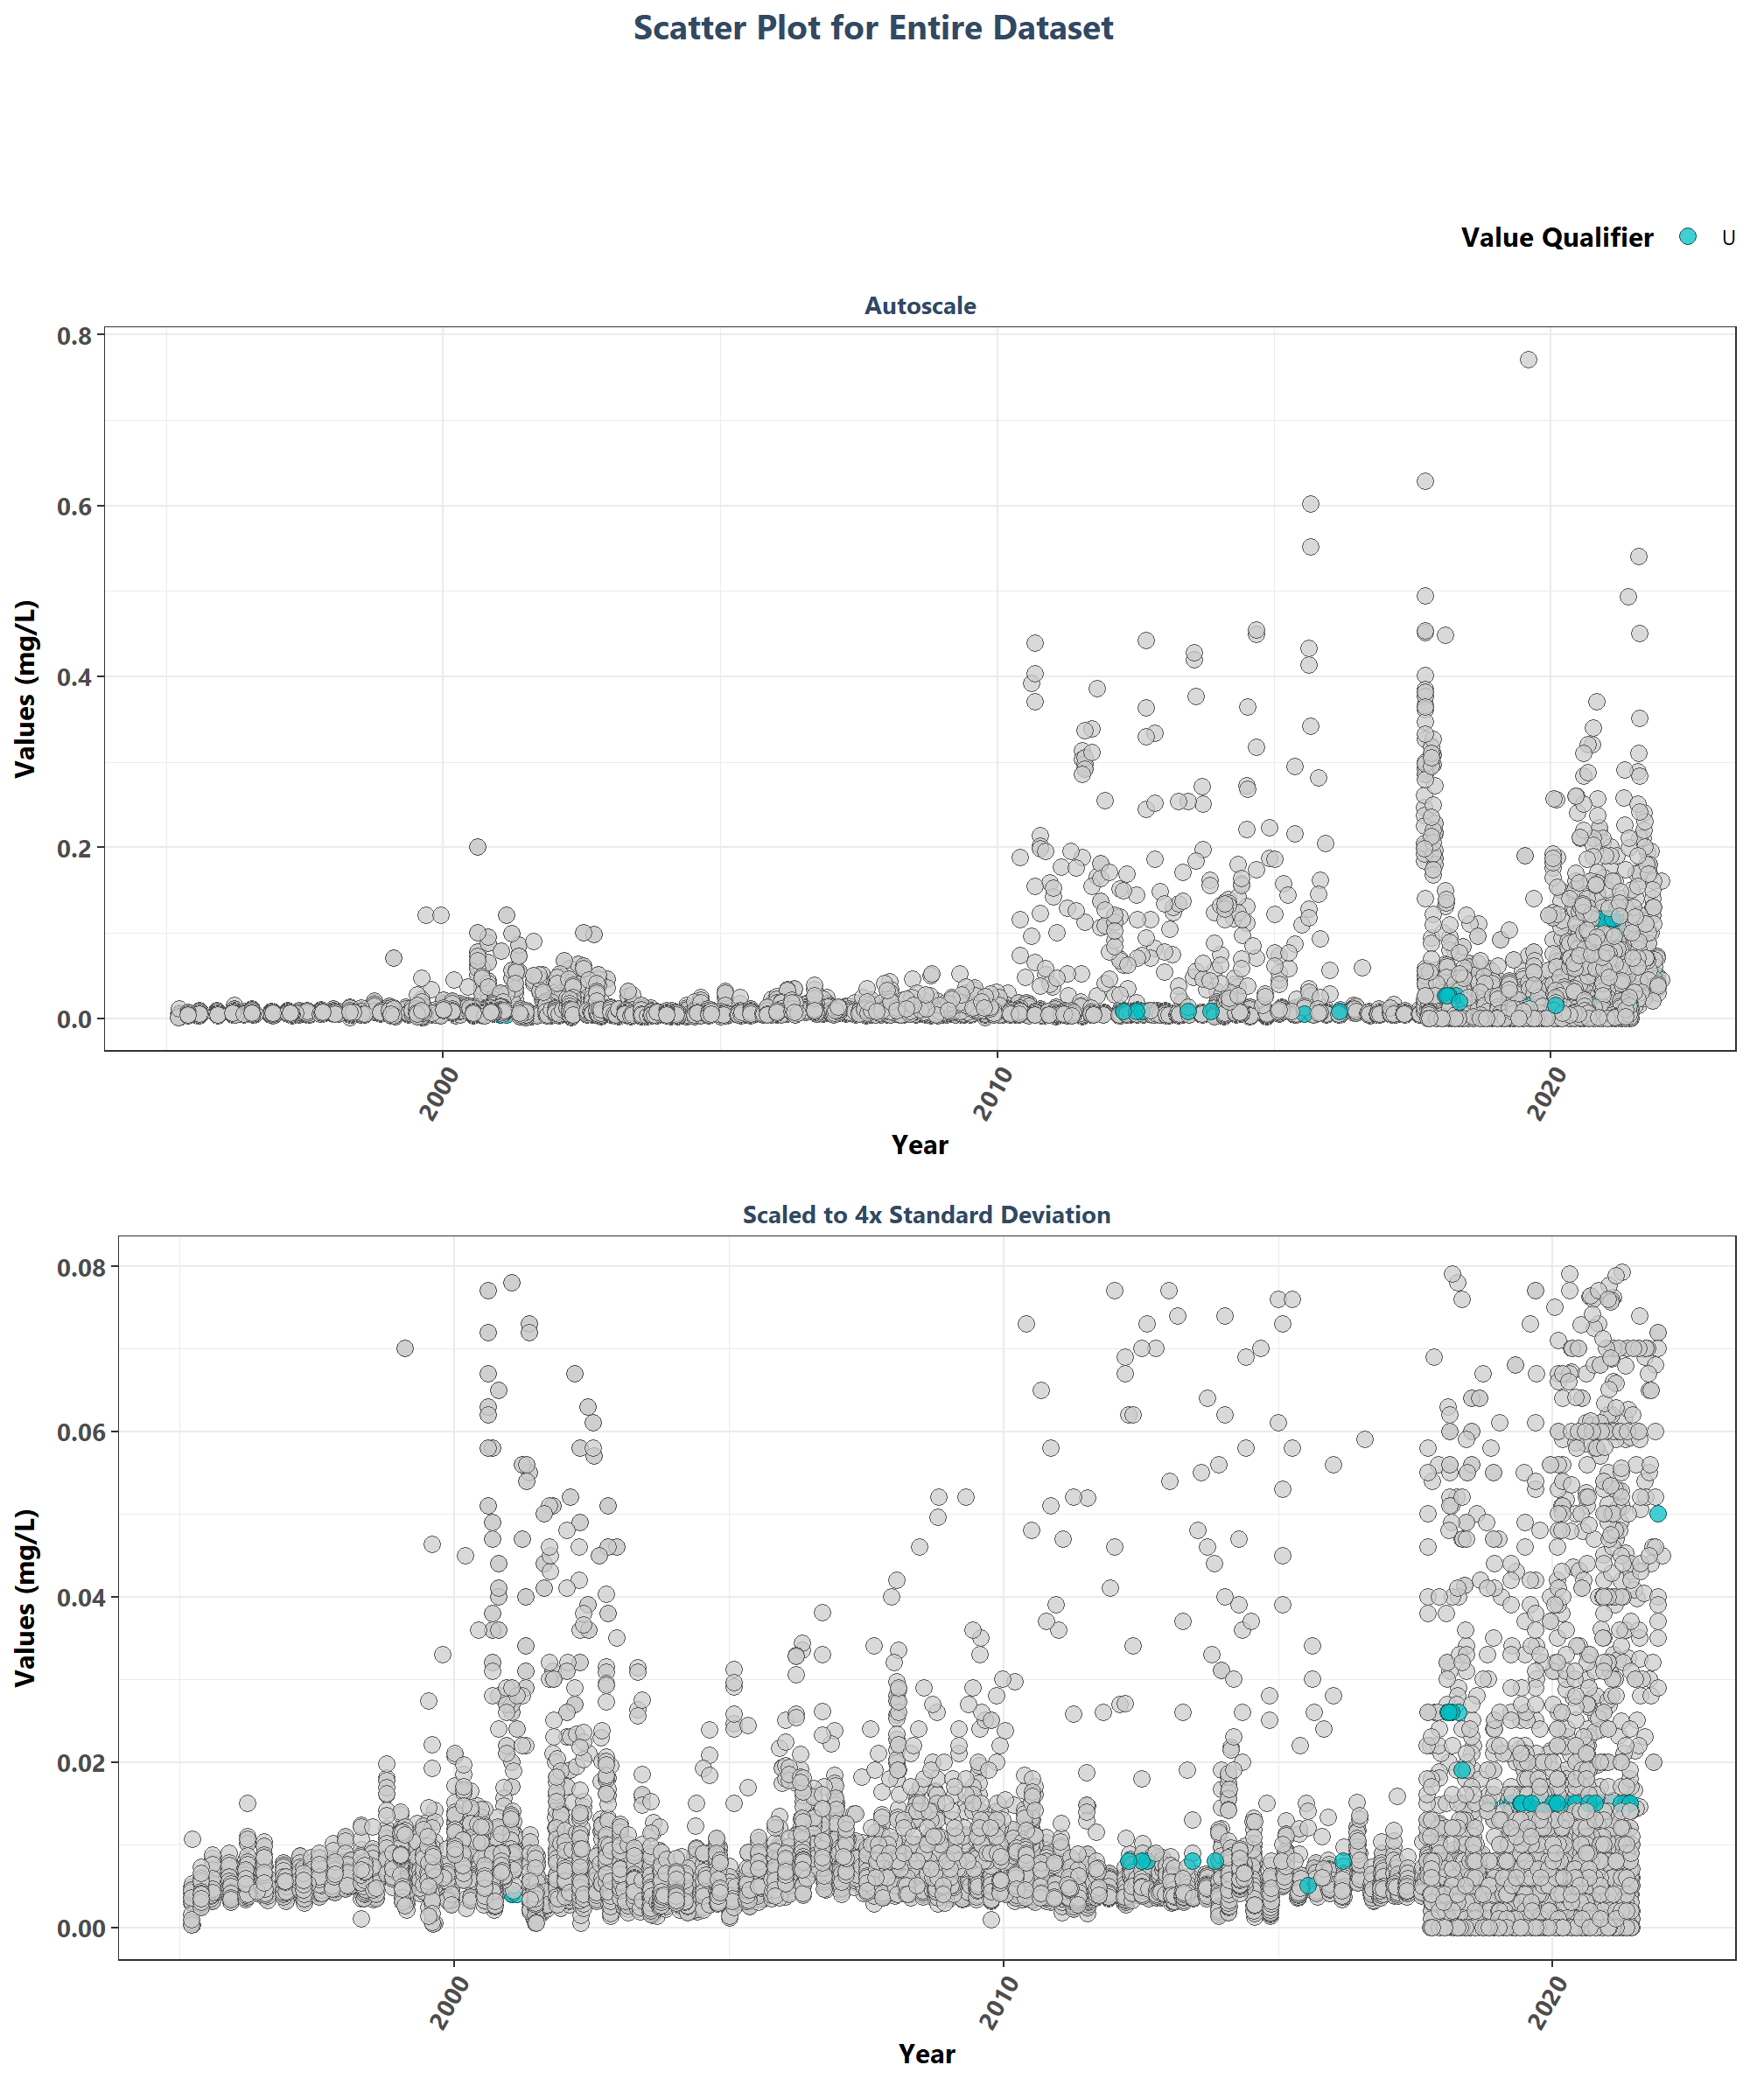 Scatter Plot for Entire Dataset
Value Qualifier U
Autoscale
Values (mg/L)
0.8
0.6
0.4
0.2
0.0
2000 2010 2020
Year
Scaled to 4x Standard Deviation
Values (mg/L)
0.08
0.06
0.04
0.02
0.00
2000 2010 2020
Year